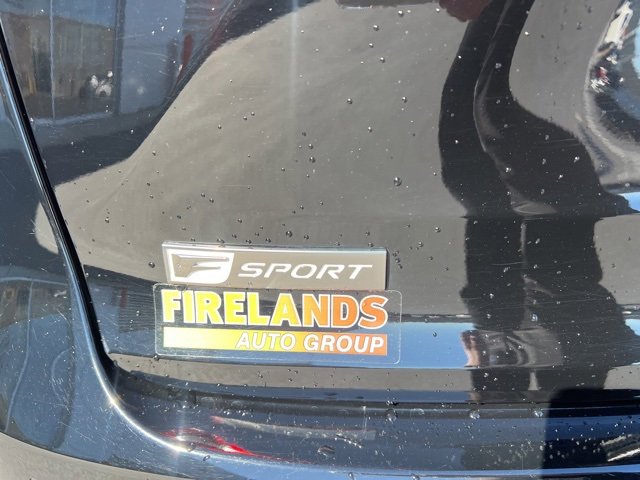 F SPORT
FIRELANDS
AUTO GROUP